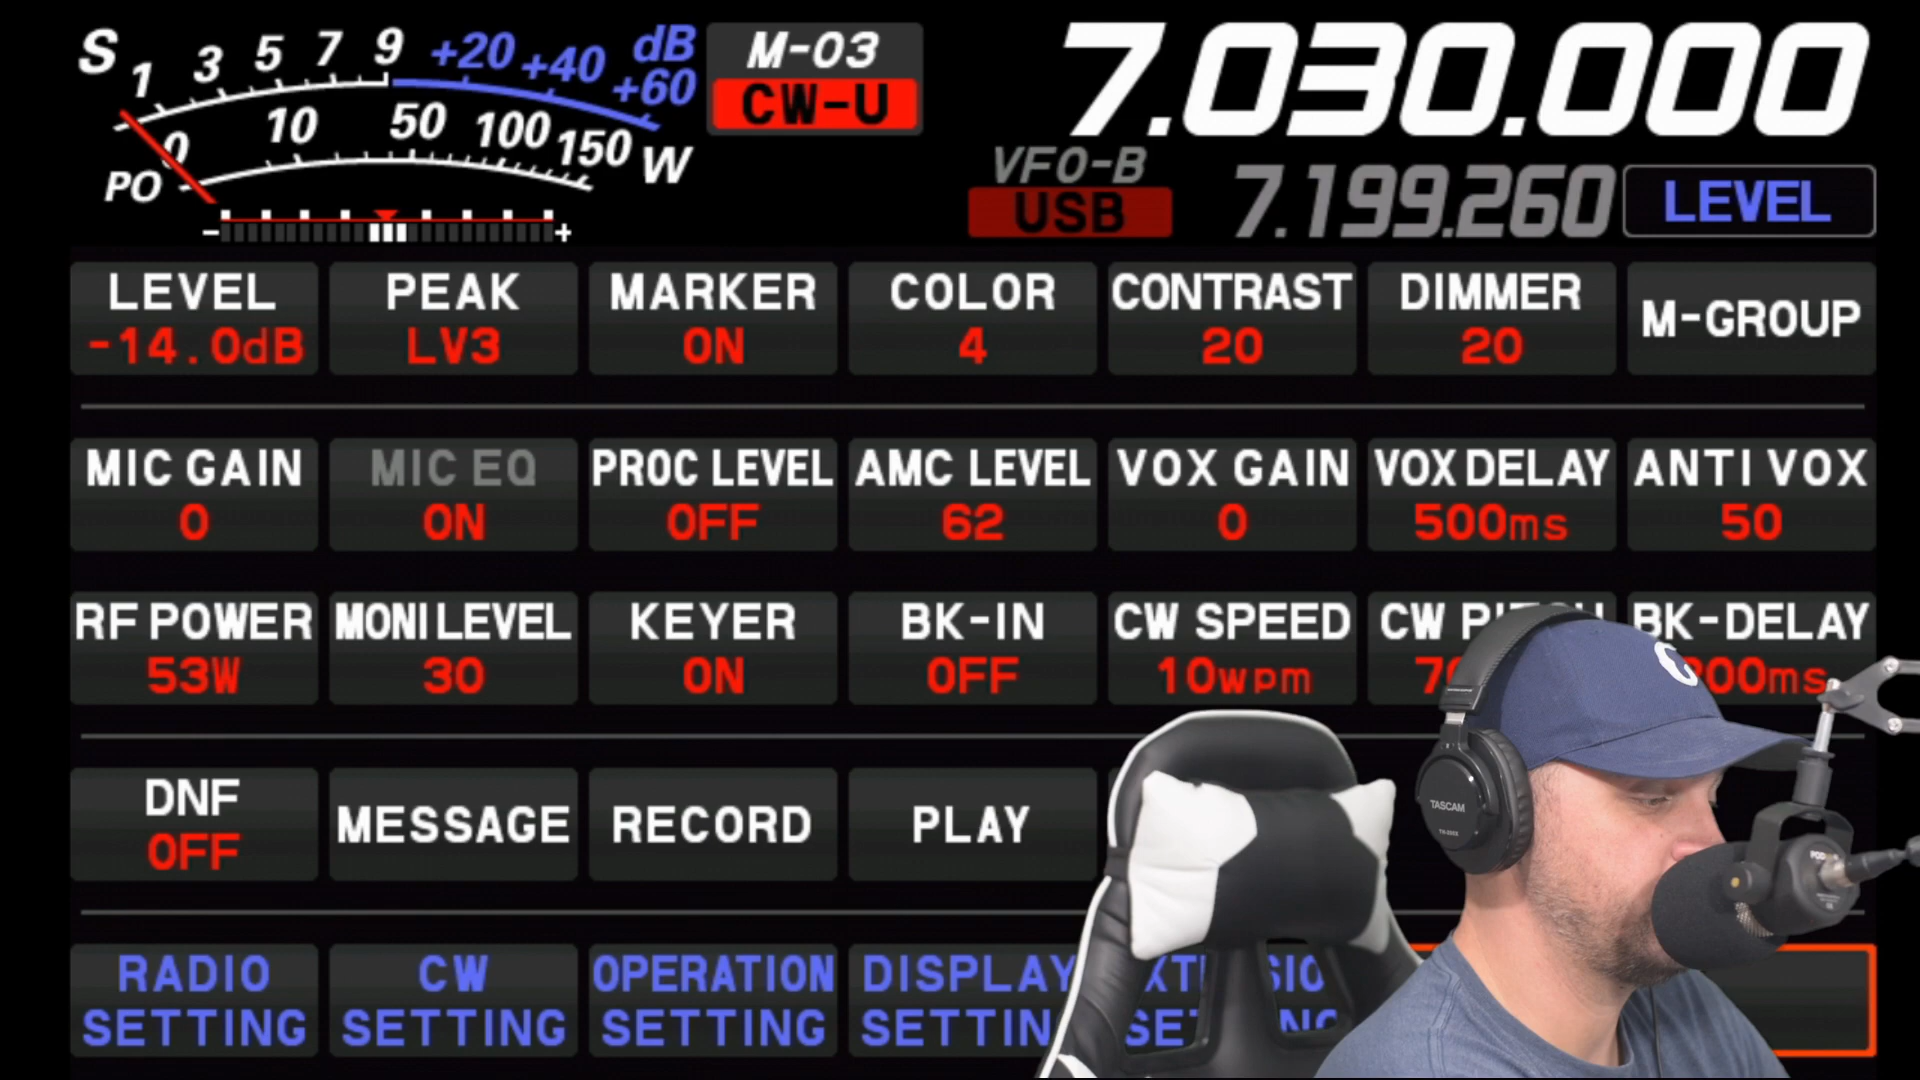 S 1 3 5 7 9 +20 +40 +60 dB
PO 0 10 50 100 150 W
- +
M-03
CW-U
7.030.000
VFO-B
USB
7.199.260
LEVEL
LEVEL PEAK MARKER COLOR CONTRAST DIMMER M-GROUP
-14.0dB LV3 ON 4 20 20
MIC GAIN MIC EQ PROC LEVEL AMC LEVEL VOX GAIN VOX DELAY ANTI VOX
0 ON OFF 62 0 500ms 50
RF POWER MONI LEVEL KEYER BK-IN CW SPEED CW BK-DELAY
53W 30 ON OFF 10wpm
DNF
OFF
MESSAGE RECORD PLAY
RADIO CW OPERATION DISPLAY
SETTING SETTING SETTING
TASCAM